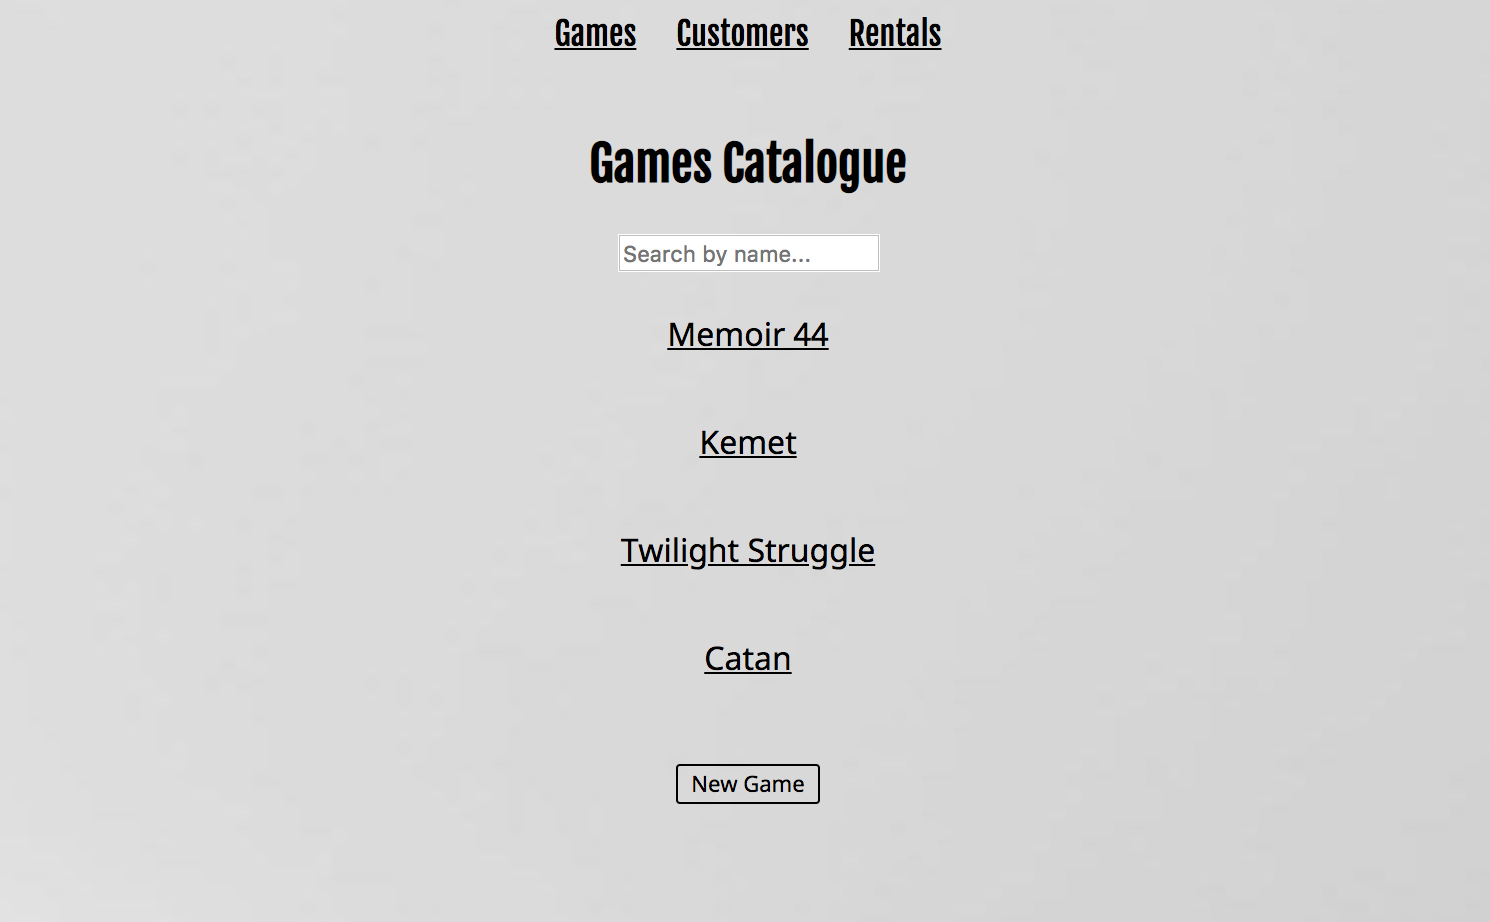 Games Customers Rentals
Games Catalogue
Search by name...
Memoir 44
Kemet
Twilight Struggle
Catan
New Game